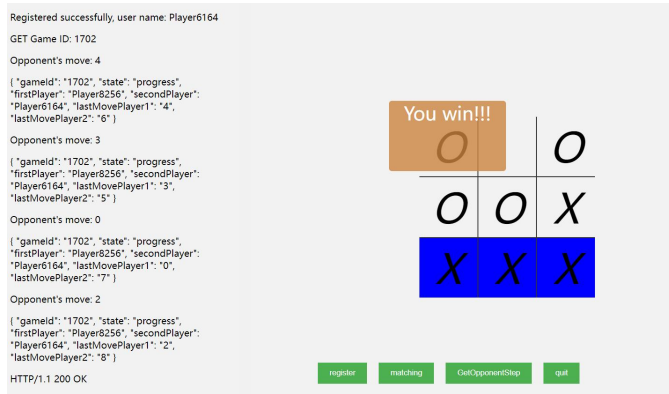 Registered successfully, user name: Player6164
GET Game ID: 1702
Opponent's move: 4
{ "gameId": "1702", "state": "progress",
"firstPlayer": "Player8256", "secondPlayer":
"Player6164", "lastMovePlayer1": "4",
"lastMovePlayer2": "6" }
Opponent's move: 3
{ "gameId": "1702", "state": "progress",
"firstPlayer": "Player8256", "secondPlayer":
"Player6164", "lastMovePlayer1": "3",
"lastMovePlayer2": "5" }
Opponent's move: 0
{ "gameId": "1702", "state": "progress",
"firstPlayer": "Player8256", "secondPlayer":
"Player6164", "lastMovePlayer1": "0",
"lastMovePlayer2": "7" }
Opponent's move: 2
{ "gameId": "1702", "state": "progress",
"firstPlayer": "Player8256", "secondPlayer":
"Player6164", "lastMovePlayer1": "2",
"lastMovePlayer2": "8" }
HTTP/1.1 200 OK
You win!!!
O O
O O X
X X X
register matching GetOpponentStep quit